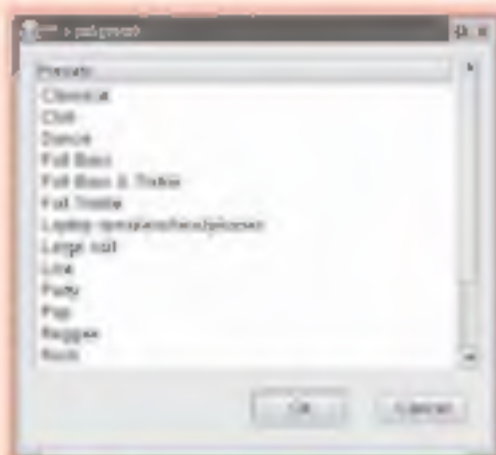 Presets
Classical
Club
Dance
Full Bass
Full Bass & Treble
Full Treble
Laptop speakers/headphones
Large Hall
Live
Party
Pop
Reggae
Rock
Ok
Cancel